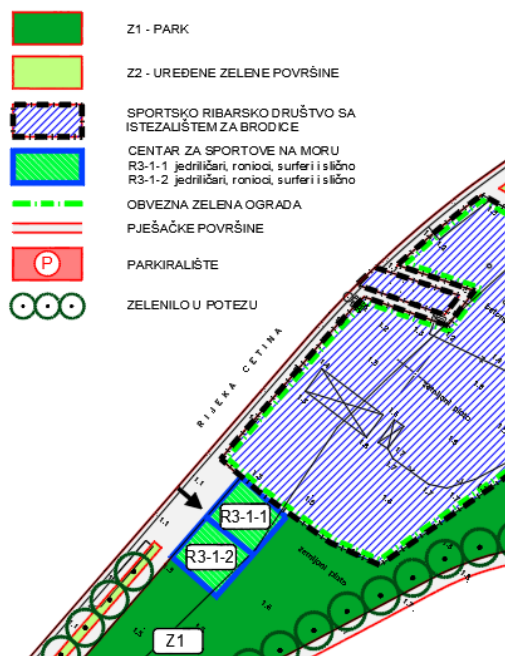 Z1 - PARK
Z2 - UREĐENE ZELENE POVRŠINE
SPORTSKO RIBARSKO DRUŠTVO SA
ISTEZALIŠTEM ZA BRODICE
CENTAR ZA SPORTOVE NA MORU
R3-1-1 jedriličari, ronioci, surferi i slično
R3-1-2 jedriličari, ronioci, surferi i slično
OBVEZNA ZELENA OGRADA
PJEŠAČKE POVRŠINE
P
PARKIRALIŠTE
ZELENILO U POTEZU
RIJEKA CETINA
zemljani plato
R3-1-1
R3-1-2
zemljani plato
Z1